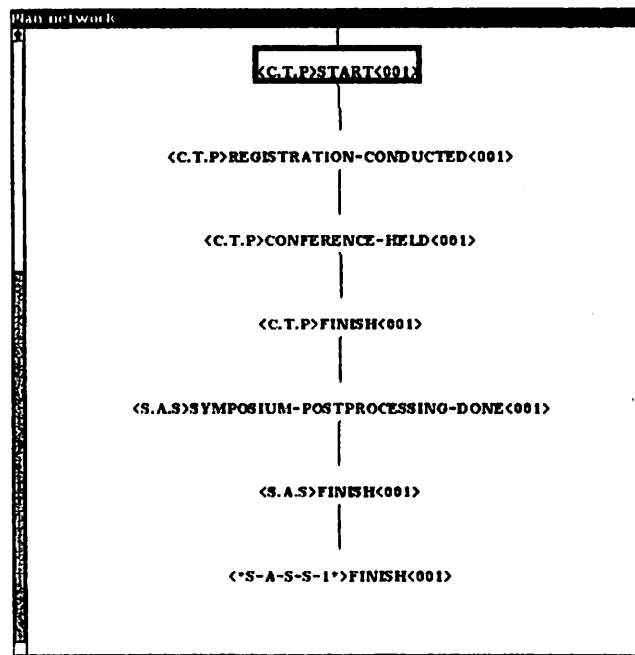 Plan network
<C.T.P>START<001>
<C.T.P>REGISTRATION-CONDUCTED<001>
<C.T.P>CONFERENCE-HELD<001>
<C.T.P>FINISH<001>
<S.A.S>SYMPOSIUM-POSTPROCESSING-DONE<001>
<S.A.S>FINISH<001>
<*S-A-S-S-1*>FINISH<001>